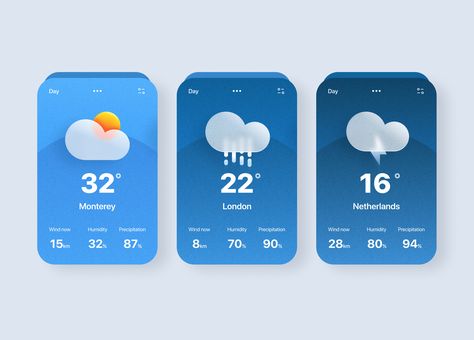 Day
32°
Monterey
Wind now Humidity Precipitation
15km 32% 87%
Day
22°
London
Wind now Humidity Precipitation
8km 70% 90%
Day
16°
Netherlands
Wind now Humidity Precipitation
28km 80% 94%